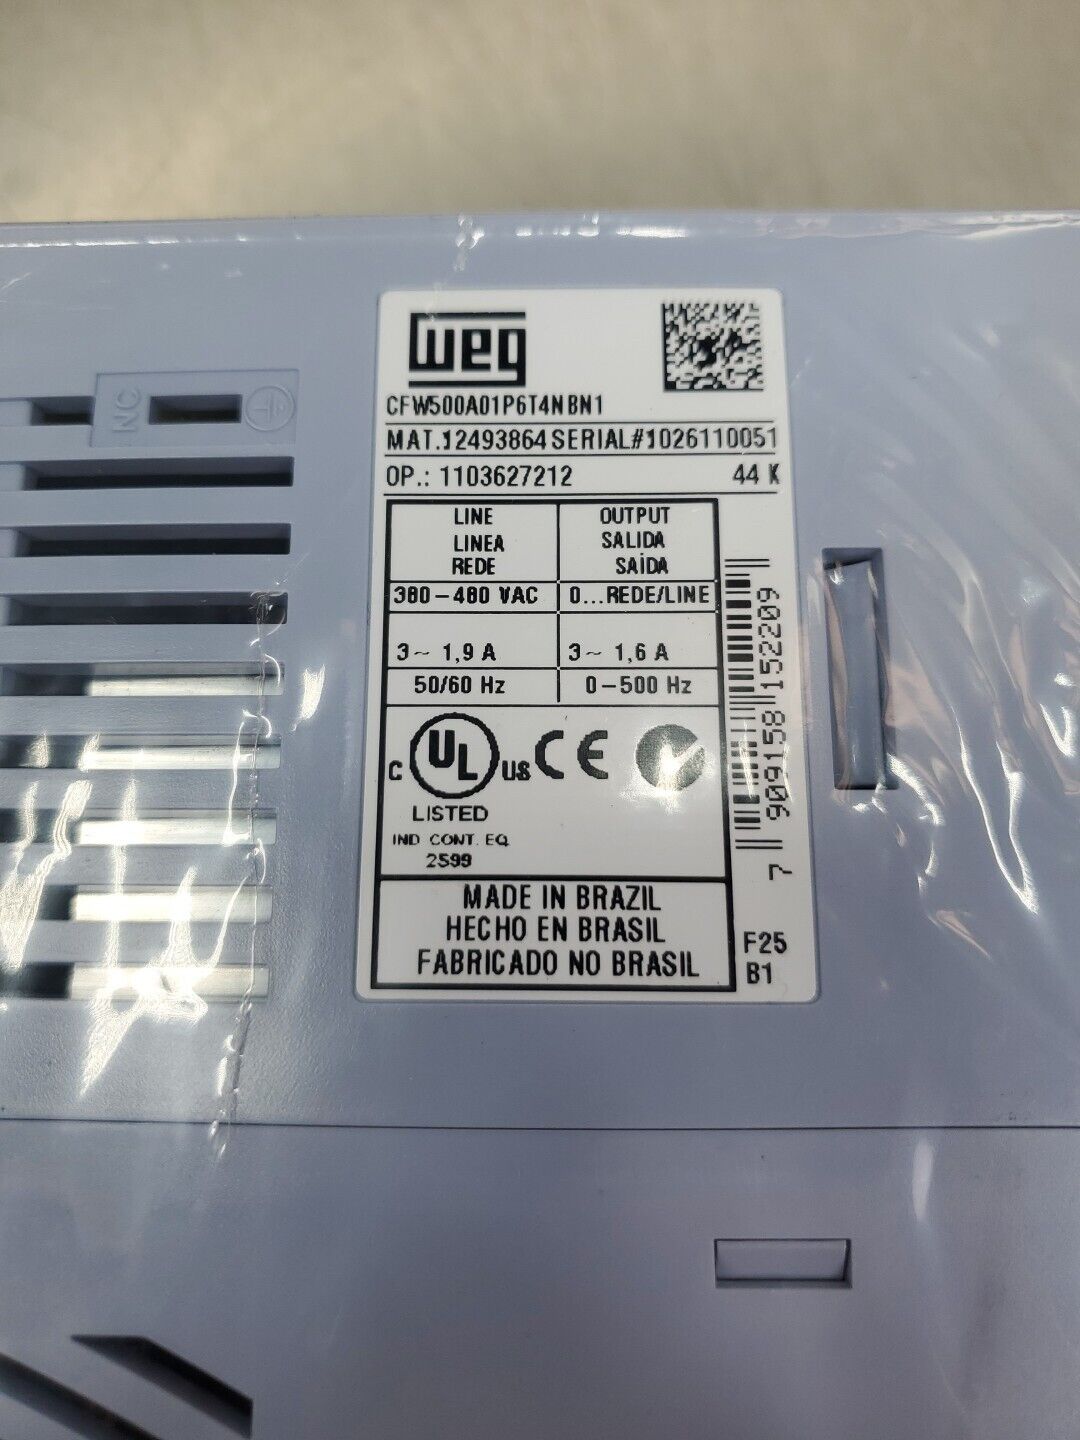 weg
CFW500A01P6T4NBN1
MAT.12493864 SERIAL#1026110051
OP.: 1103627212 44 K
LINE OUTPUT
LINEA SALIDA
REDE SAÍDA
380-480 VAC 0...REDE/LINE
3~ 1,9 A 3~ 1,6 A
50/60 Hz 0-500 Hz
C UL US CE
LISTED
IND. CONT. EQ.
2S99
MADE IN BRAZIL
HECHO EN BRASIL
FABRICADO NO BRASIL
7 909158 152209
F25
B1
NC